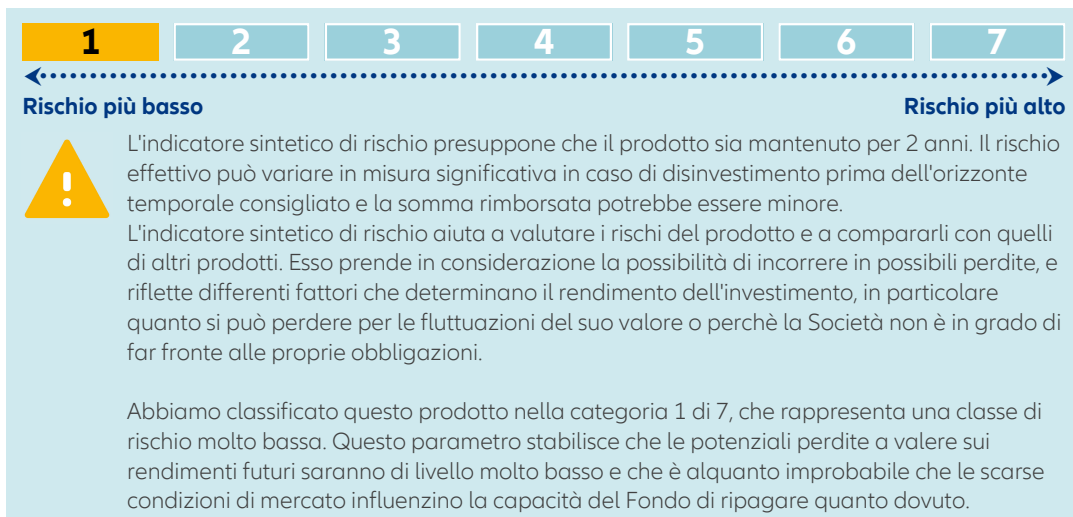 1 2 3 4 5 6 7
Rischio più basso Rischio più alto
L'indicatore sintetico di rischio presuppone che il prodotto sia mantenuto per 2 anni. Il rischio
effettivo può variare in misura significativa in caso di disinvestimento prima dell'orizzonte
temporale consigliato e la somma rimborsata potrebbe essere minore.
L'indicatore sintetico di rischio aiuta a valutare i rischi del prodotto e a compararli con quelli
di altri prodotti. Esso prende in considerazione la possibilità di incorrere in possibili perdite, e
riflette differenti fattori che determinano il rendimento dell'investimento, in particolare
quanto si può perdere per le fluttuazioni del suo valore o perchè la Società non è in grado di
far fronte alle proprie obbligazioni.
Abbiamo classificato questo prodotto nella categoria 1 di 7, che rappresenta una classe di
rischio molto bassa. Questo parametro stabilisce che le potenziali perdite a valere sui
rendimenti futuri saranno di livello molto basso e che è alquanto improbabile che le scarse
condizioni di mercato influenzino la capacità del Fondo di ripagare quanto dovuto.